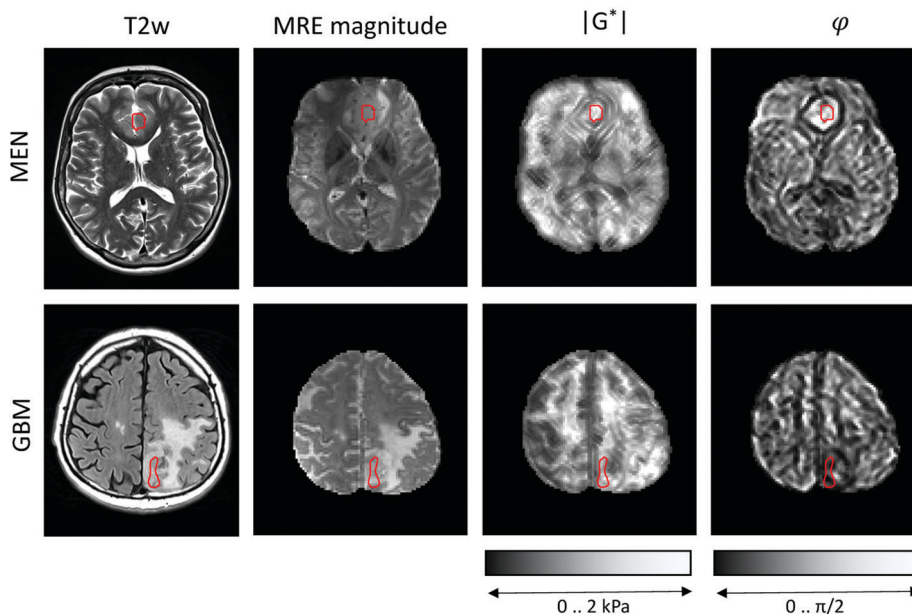 T2w
MRE magnitude
|G*|
φ
MEN
GBM
0 .. 2 kPa
0 .. π/2